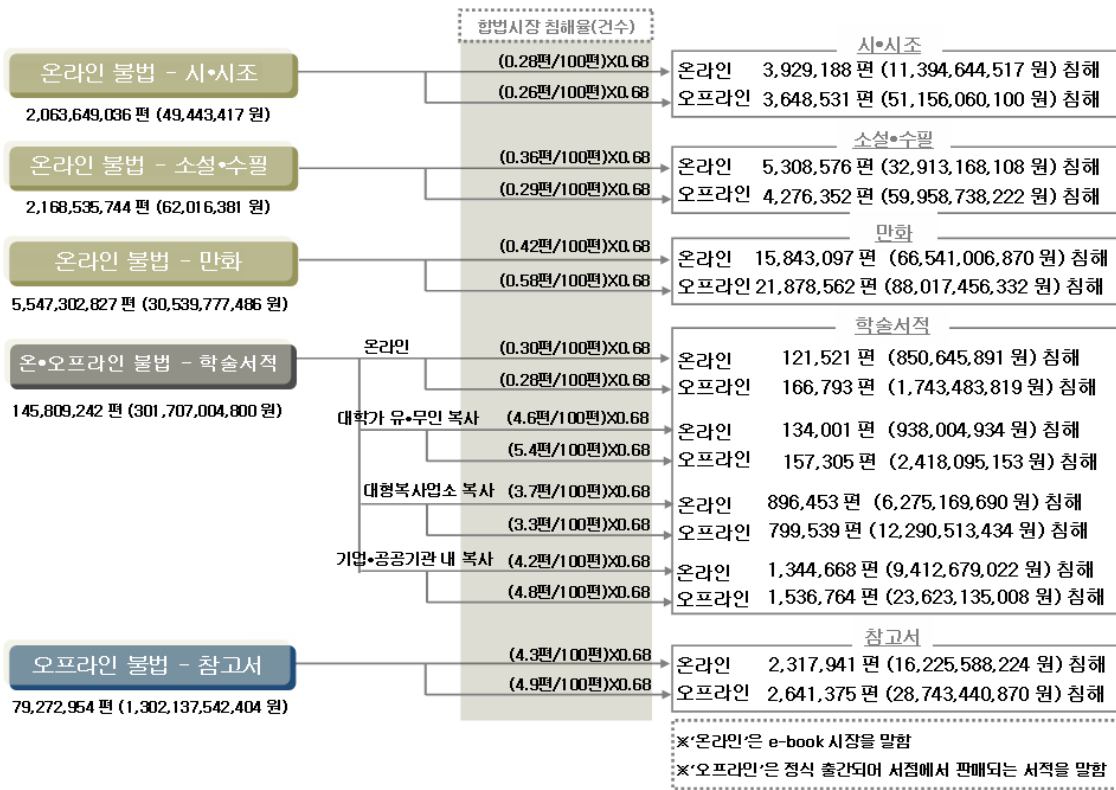 합법시장 침해율(건수)
온라인 불법 - 시•시조
2,063,649,036 편 (49,443,417 원)
(0.28편/100편)X0.68
(0.26편/100편)X0.68
시•시조
온라인 3,929,188 편 (11,394,644,517 원) 침해
오프라인 3,648,531 편 (51,156,060,100 원) 침해
온라인 불법 - 소설•수필
2,168,535,744 편 (62,016,381 원)
(0.36편/100편)X0.68
(0.29편/100편)X0.68
소설•수필
온라인 5,308,576 편 (32,913,168,108 원) 침해
오프라인 4,276,352 편 (59,958,738,222 원) 침해
온라인 불법 - 만화
5,547,302,827 편 (30,539,777,486 원)
(0.42편/100편)X0.68
(0.58편/100편)X0.68
만화
온라인 15,843,097 편 (66,541,006,870 원) 침해
오프라인 21,878,562 편 (88,017,456,332 원) 침해
온•오프라인 불법 - 학술서적
145,809,242 편 (301,707,004,800 원)
학술서적
온라인
(0.30편/100편)X0.68
(0.28편/100편)X0.68
온라인 121,521 편 (850,645,891 원) 침해
오프라인 166,793 편 (1,743,483,819 원) 침해
대학가 유•무인 복사
(4.6편/100편)X0.68
(5.4편/100편)X0.68
온라인 134,001 편 (938,004,934 원) 침해
오프라인 157,305 편 (2,418,095,153 원) 침해
대형복사업소 복사
(3.7편/100편)X0.68
(3.3편/100편)X0.68
온라인 896,453 편 (6,275,169,690 원) 침해
오프라인 799,539 편 (12,290,513,434 원) 침해
기업•공공기관 내 복사
(4.2편/100편)X0.68
(4.8편/100편)X0.68
온라인 1,344,668 편 (9,412,679,022 원) 침해
오프라인 1,536,764 편 (23,623,135,008 원) 침해
오프라인 불법 - 참고서
79,272,954 편 (1,302,137,542,404 원)
(4.3편/100편)X0.68
(4.9편/100편)X0.68
참고서
온라인 2,317,941 편 (16,225,588,224 원) 침해
오프라인 2,641,375 편 (28,743,440,870 원) 침해
※'온라인'은 e-book 시장을 말함
※'오프라인'은 정식 출간되어 서점에서 판매되는 서적을 말함